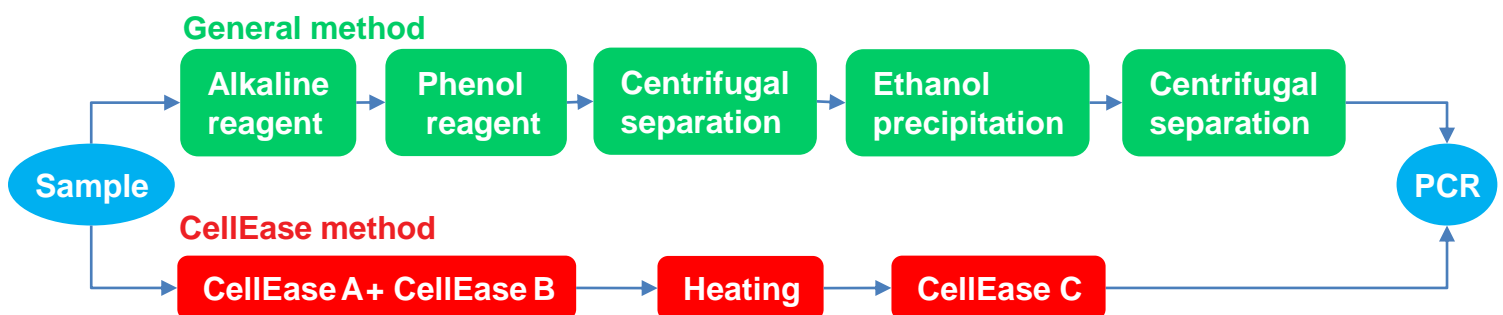 General method
Alkaline
reagent
Phenol
reagent
Centrifugal
separation
Ethanol
precipitation
Centrifugal
separation
Sample
PCR
CellEase method
CellEase A+ CellEase B
Heating
CellEase C